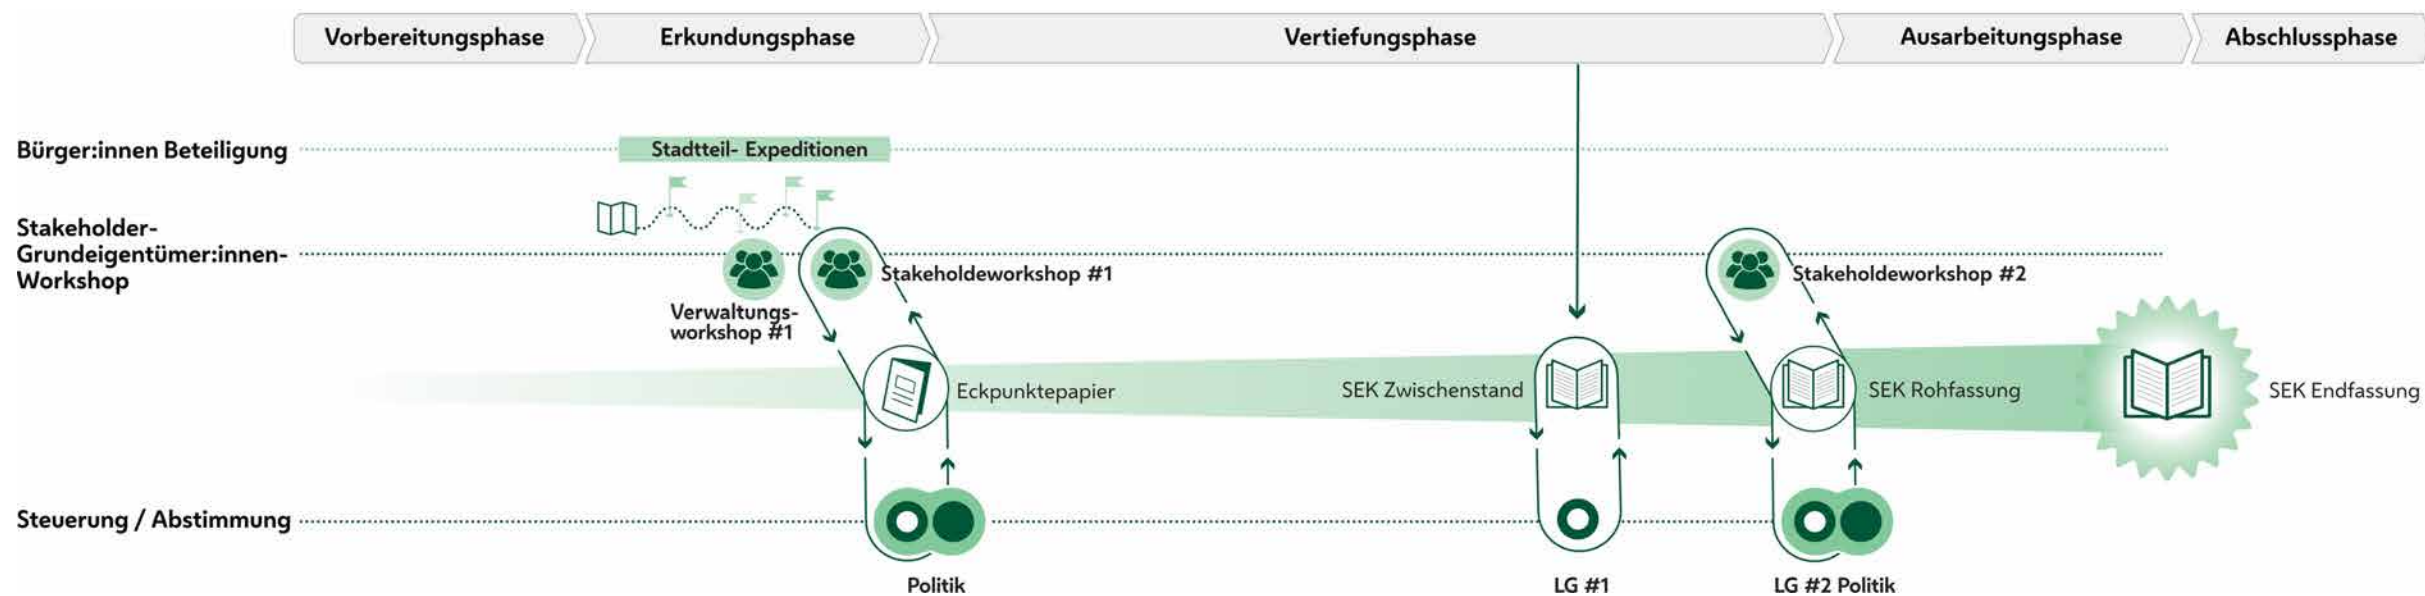 Vorbereitungsphase
Erkundungsphase
Vertiefungsphase
Ausarbeitungsphase
Abschlussphase
Bürger:innen Beteiligung
Stadtteil- Expeditionen
Stakeholder-
Grundeigentümer:innen-
Workshop
Stakeholdeworkshop #1
Stakeholdeworkshop #2
Verwaltungs-
workshop #1
Eckpunktepapier
SEK Zwischenstand
SEK Rohfassung
SEK Endfassung
Steuerung / Abstimmung
Politik
LG #1
LG #2 Politik